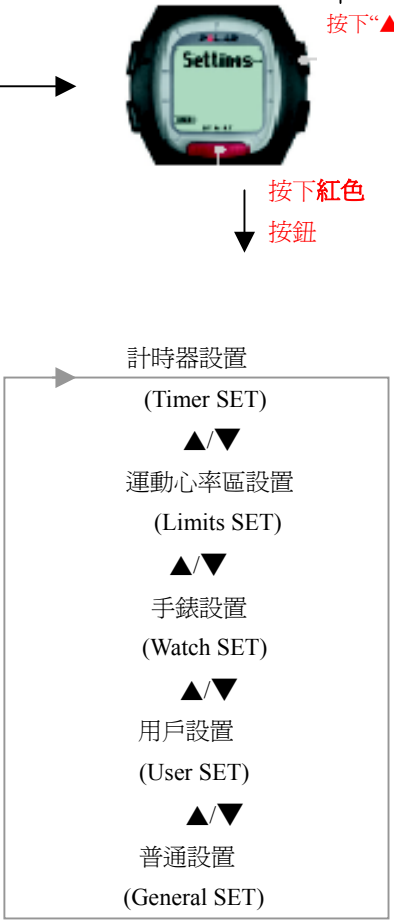 按下“▲
POLAR
Settings
按下紅色
按鈕
計時器設置
(Timer SET)
▲/▼
運動心率區設置
(Limits SET)
▲/▼
手錶設置
(Watch SET)
▲/▼
用戶設置
(User SET)
▲/▼
普通設置
(General SET)